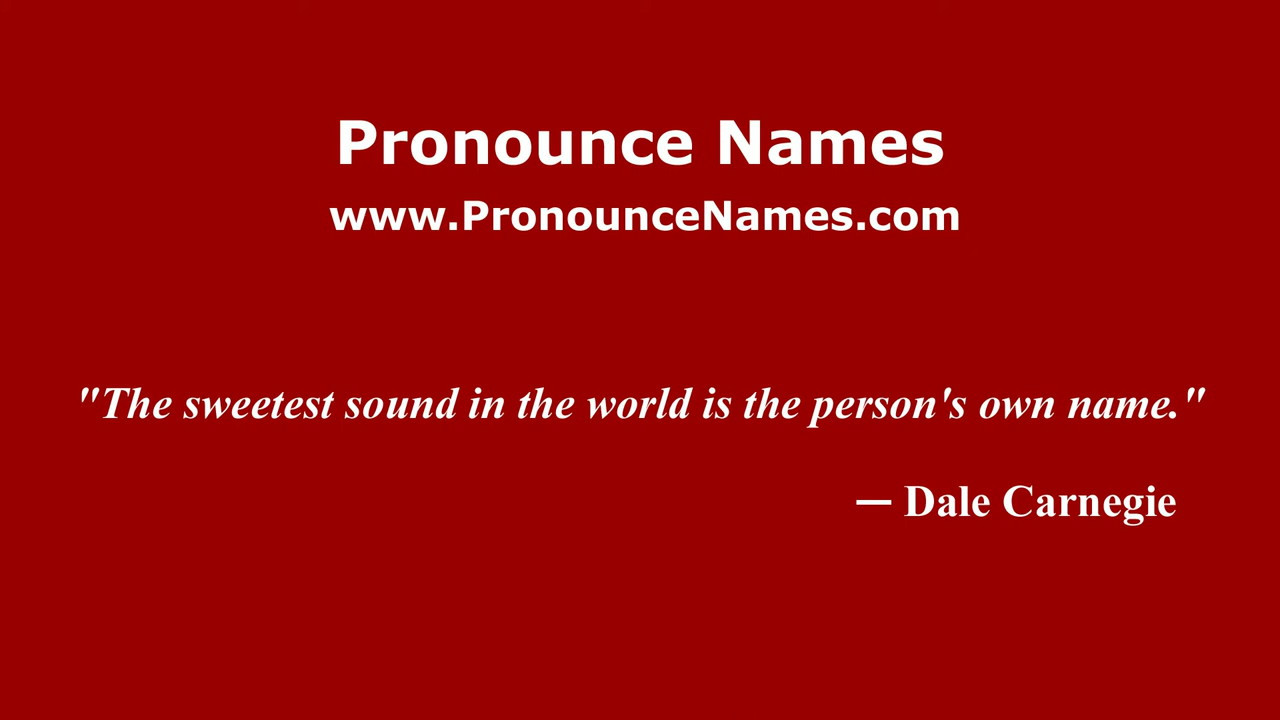 Pronounce Names
www.PronounceNames.com
"The sweetest sound in the world is the person's own name."
— Dale Carnegie